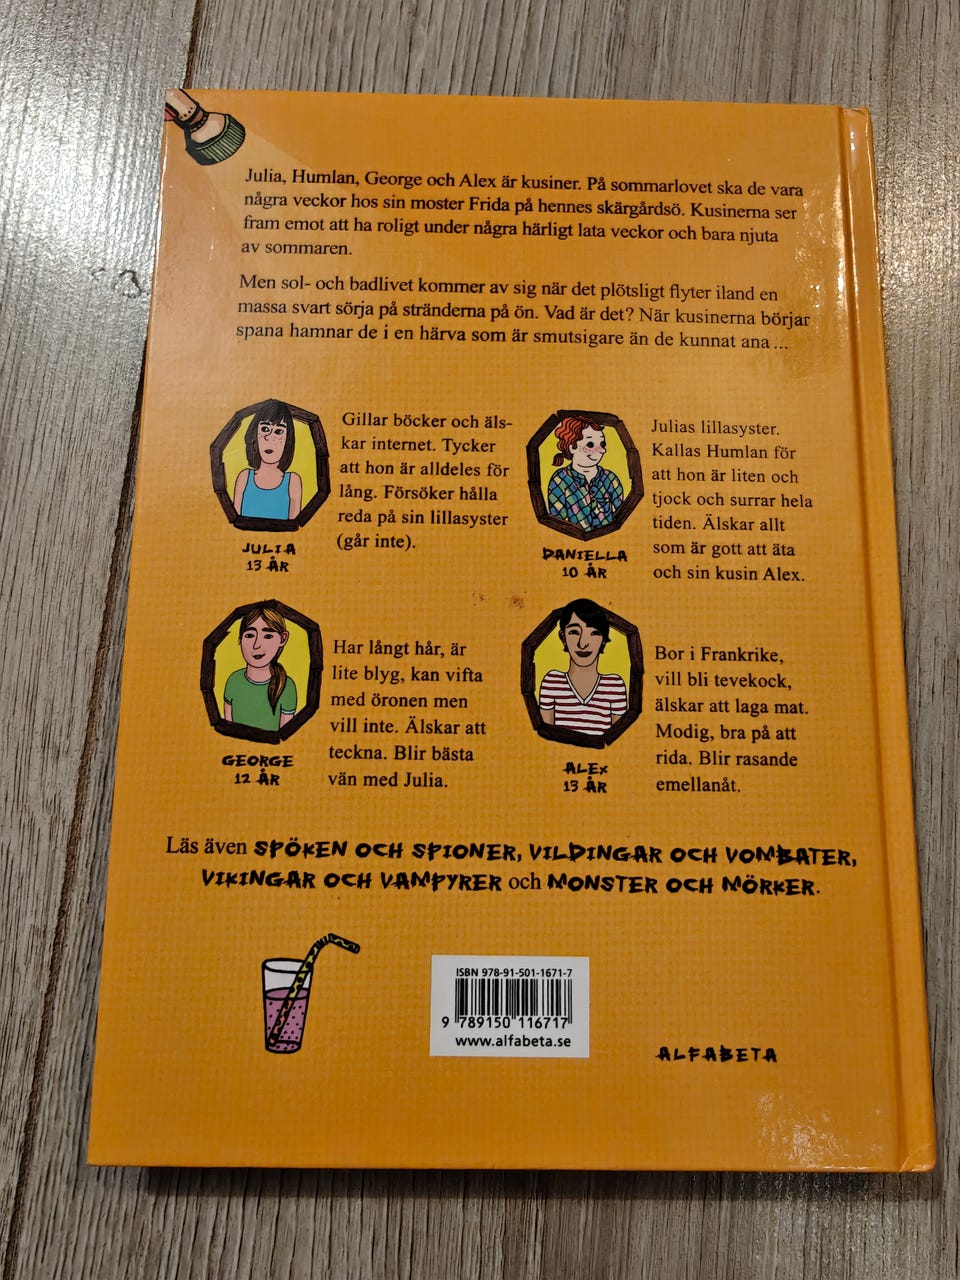 Julia, Humlan, George och Alex är kusiner. På sommarlovet ska de vara
några veckor hos sin moster Frida på hennes skärgårdsö. Kusinerna ser
fram emot att ha roligt under några härligt lata veckor och bara njuta
av sommaren.
Men sol- och badlivet kommer av sig när det plötsligt flyter iland en
massa svart sörja på stränderna på ön. Vad är det? När kusinerna börjar
spana hamnar de i en härva som är smutsigare än de kunnat ana ...
Gillar böcker och äls-
kar internet. Tycker
att hon är alldeles för
lång. Försöker hålla
reda på sin lillasyster
(går inte).
JULIA
13 ÅR
Julias lillasyster.
Kallas Humlan för
att hon är liten och
tjock och surrar hela
tiden. Älskar allt
som är gott att äta
och sin kusin Alex.
DANIELLA
10 ÅR
Har långt hår, är
lite blyg, kan vifta
med öronen men
vill inte. Älskar att
teckna. Blir bästa
vän med Julia.
GEORGE
12 ÅR
Bor i Frankrike,
vill bli tevekock,
älskar att laga mat.
Modig, bra på att
rida. Blir rasande
emellanåt.
ALEX
13 ÅR
Läs även SPÖKEN OCH SPIONER, VILDINGAR OCH VOMBATER,
VIKINGAR OCH VAMPYRER och MONSTER OCH MÖRKER.
ISBN 978-91-501-1671-7
9 789150 116717
www.alfabeta.se
ALFABETA